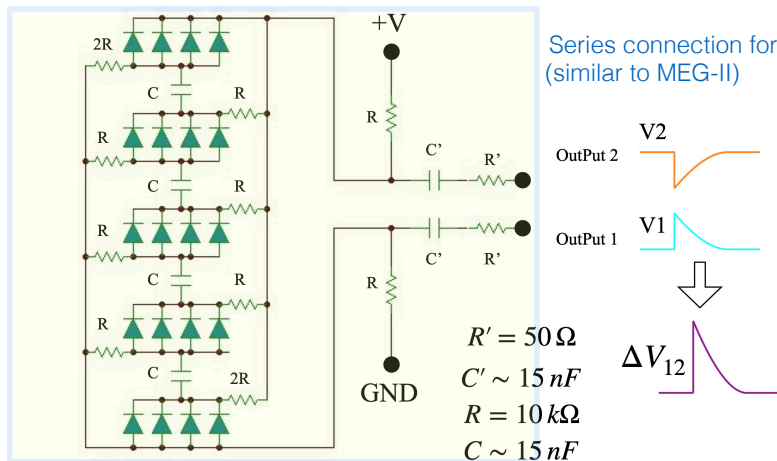 +V
Series connection for
(similar to MEG-II)
2R
C
R
R
R
C'
R'
V2
OutPut 2
R
C
R
V1
OutPut 1
C'
R'
R
C
R
R
R
C
2R
GND
R' = 50 Ω
C' ~ 15 nF
R = 10 kΩ
C ~ 15 nF
ΔV₁₂